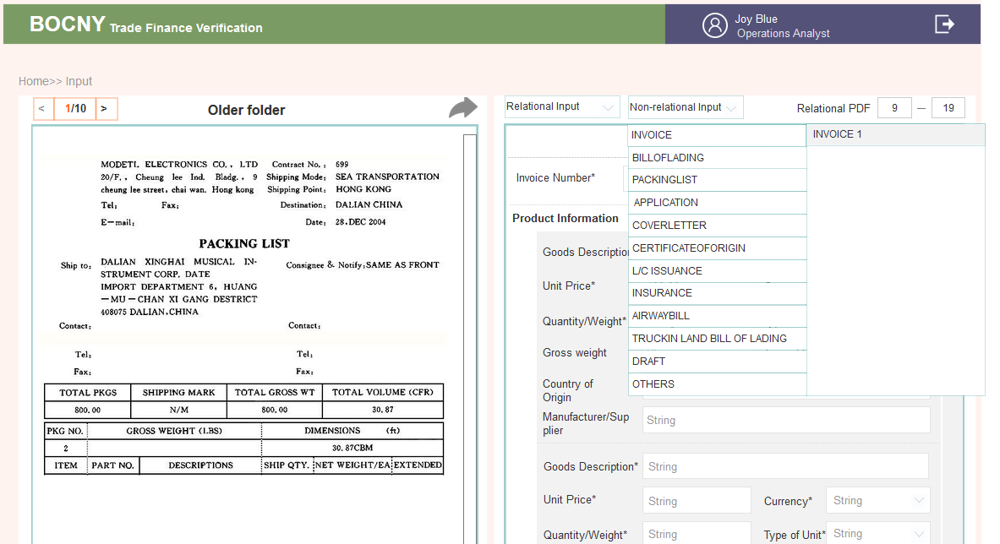 BOCNY Trade Finance Verification
Joy Blue
Operations Analyst
Home>> Input
< 1/10 >
Older folder
Relational Input
Non-relational Input
Relational PDF 9 — 19
MODETL ELECTRONICS CO., LTD
20/F., Cheung lee Ind. Bladg., 9
cheung lee street, chai wan. Hong kong
Tel: Fax:
E-mail:
Contract No.: 699
Shipping Mode: SEA TRANSPORTATION
Shipping Point: HONG KONG
Destination: DALIAN CHINA
Date: 28.DEC 2004
PACKING LIST
Ship to: DALIAN XINGHAI MUSICAL IN-
STRUMENT CORP. DATE
IMPORT DEPARTMENT 6, HUANG
—MU—CHAN XI GANG DESTRICT
408075 DALIAN.CHINA
Consignee & Notify:SAME AS FRONT
Contact: Contact:
Tel: Tel:
Fax: Fax:
TOTAL PKGS SHIPPING MARK TOTAL GROSS WT TOTAL VOLUME (CFR)
800.00 N/M 800.00 30.87
PKG NO. GROSS WEIGHT (LBS) DIMENSIONS (ft)
2 30.87CBM
ITEM PART NO. DESCRIPTIONS SHIP QTY. NET WEIGHT/EA EXTENDED
INVOICE
BILLOFLADING
PACKINGLIST
APPLICATION
COVERLETTER
CERTIFICATEOFORIGIN
L/C ISSUANCE
INSURANCE
AIRWAYBILL
TRUCKIN LAND BILL OF LADING
DRAFT
OTHERS
INVOICE 1
Invoice Number*
Product Information
Goods Description
Unit Price*
Quantity/Weight*
Gross weight
Country of
Origin
Manufacturer/Sup
plier
String
Goods Description* String
Unit Price* String Currency* String
Quantity/Weight* String Type of Unit* String